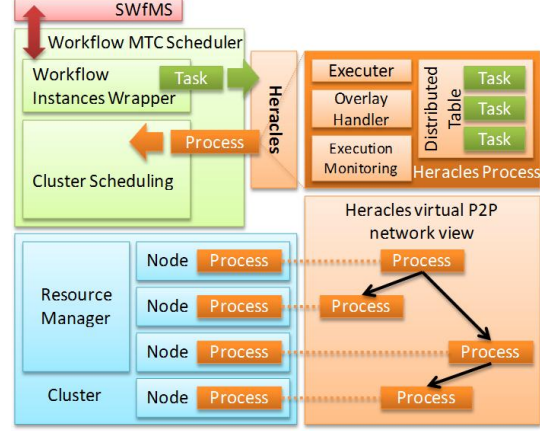 SWfMS
Workflow MTC Scheduler
Workflow
Instances Wrapper
Task
Process
Cluster Scheduling
Heracles
Executer
Overlay
Handler
Execution
Monitoring
Distributed
Table
Task
Task
Task
Heracles Process
Heracles virtual P2P
network view
Process
Process
Process
Process
Resource
Manager
Cluster
Node Process
Node Process
Node Process
Node Process